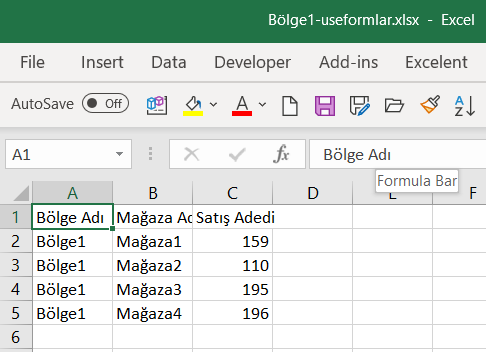 Bölge1-useformlar.xlsx - Excel
File Insert Data Developer Add-ins Excelent
AutoSave Off A A Z
A1 fx Bölge Adı
Formula Bar
A B C D E F
1 Bölge Adı Mağaza Ad Satış Adedi
2 Bölge1 Mağaza1 159
3 Bölge1 Mağaza2 110
4 Bölge1 Mağaza3 195
5 Bölge1 Mağaza4 196
6